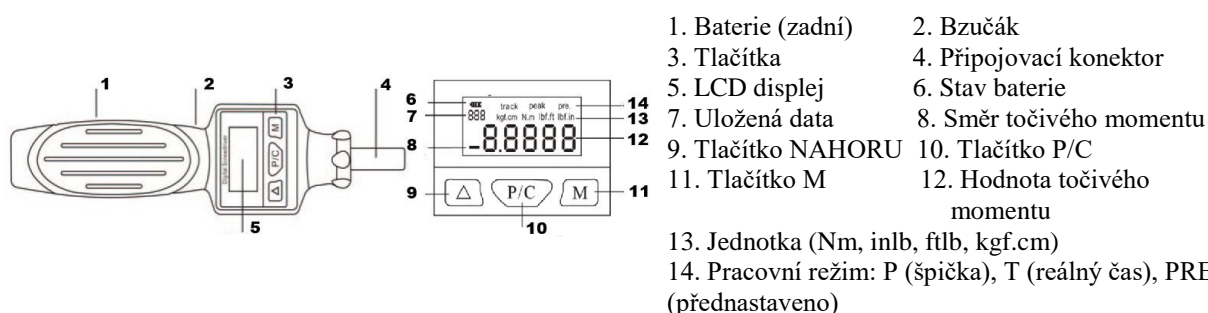 1. Baterie (zadní) 2. Bzučák
3. Tlačítka 4. Připojovací konektor
5. LCD displej 6. Stav baterie
7. Uložená data 8. Směr točivého momentu
9. Tlačítko NAHORU 10. Tlačítko P/C
11. Tlačítko M 12. Hodnota točivého
momentu
13. Jednotka (Nm, inlb, ftlb, kgf.cm)
14. Pracovní režim: P (špička), T (reálný čas), PRE
(přednastaveno)
1 2 3 4
Digital Screwdriver
M
P/C
5
6 track peak pre. 14
7 888 kgf.cm N.m lbf.ft lbf.in 13
8 -8.8888 12
9 P/C M 11
10